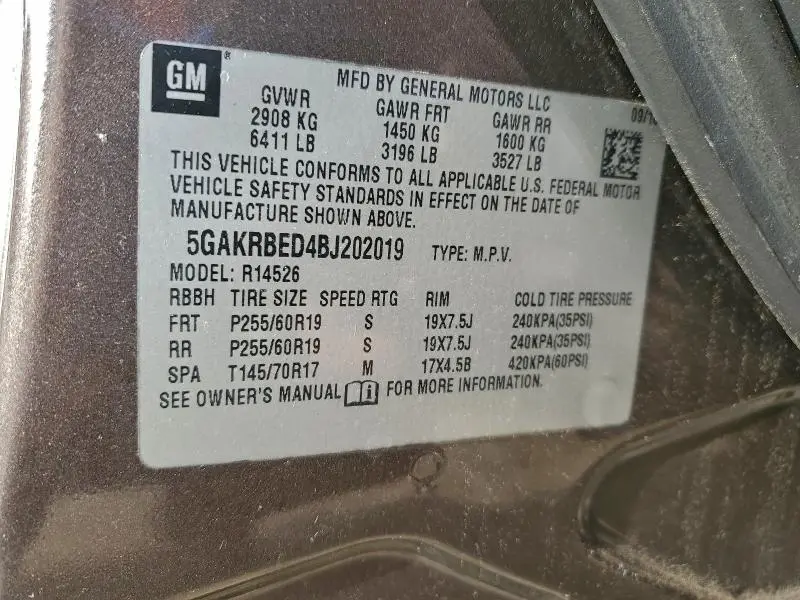 GM ®
MFD BY GENERAL MOTORS LLC
GVWR GAWR FRT GAWR RR
2908 KG 1450 KG 1600 KG
6411 LB 3196 LB 3527 LB
THIS VEHICLE CONFORMS TO ALL APPLICABLE U.S. FEDERAL MOTOR
VEHICLE SAFETY STANDARDS IN EFFECT ON THE DATE OF
MANUFACTURE SHOWN ABOVE.
5GAKRBED4BJ202019 TYPE: M.P.V.
MODEL: R14526
RBBH TIRE SIZE SPEED RTG RIM COLD TIRE PRESSURE
FRT P255/60R19 S 19X7.5J 240KPA(35PSI)
RR P255/60R19 S 19X7.5J 240KPA(35PSI)
SPA T145/70R17 M 17X4.5B 420KPA(60PSI)
SEE OWNER'S MANUAL FOR MORE INFORMATION.